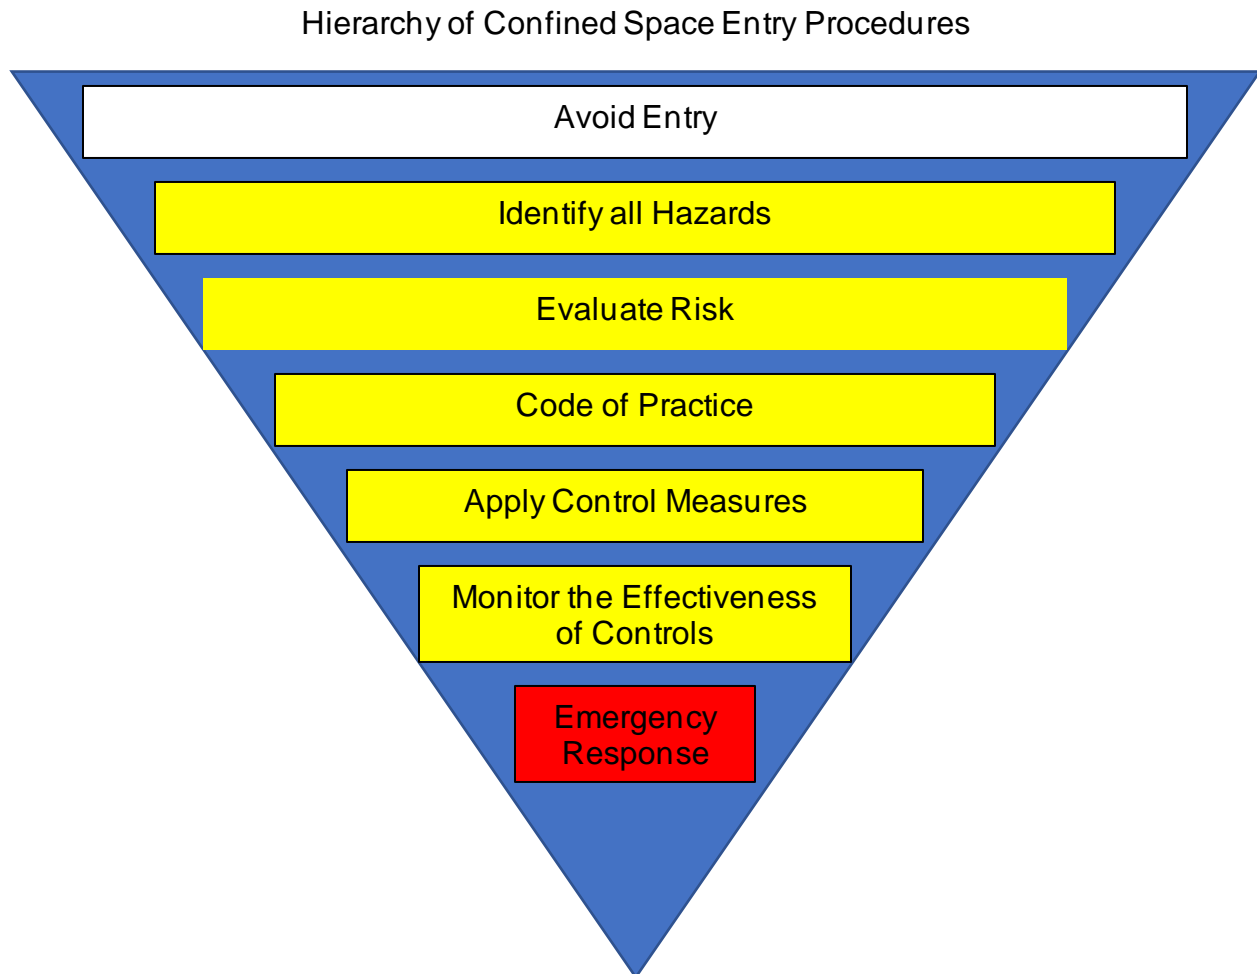 Hierarchy of Confined Space Entry Procedures
Avoid Entry
Identify all Hazards
Evaluate Risk
Code of Practice
Apply Control Measures
Monitor the Effectiveness
of Controls
Emergency
Response